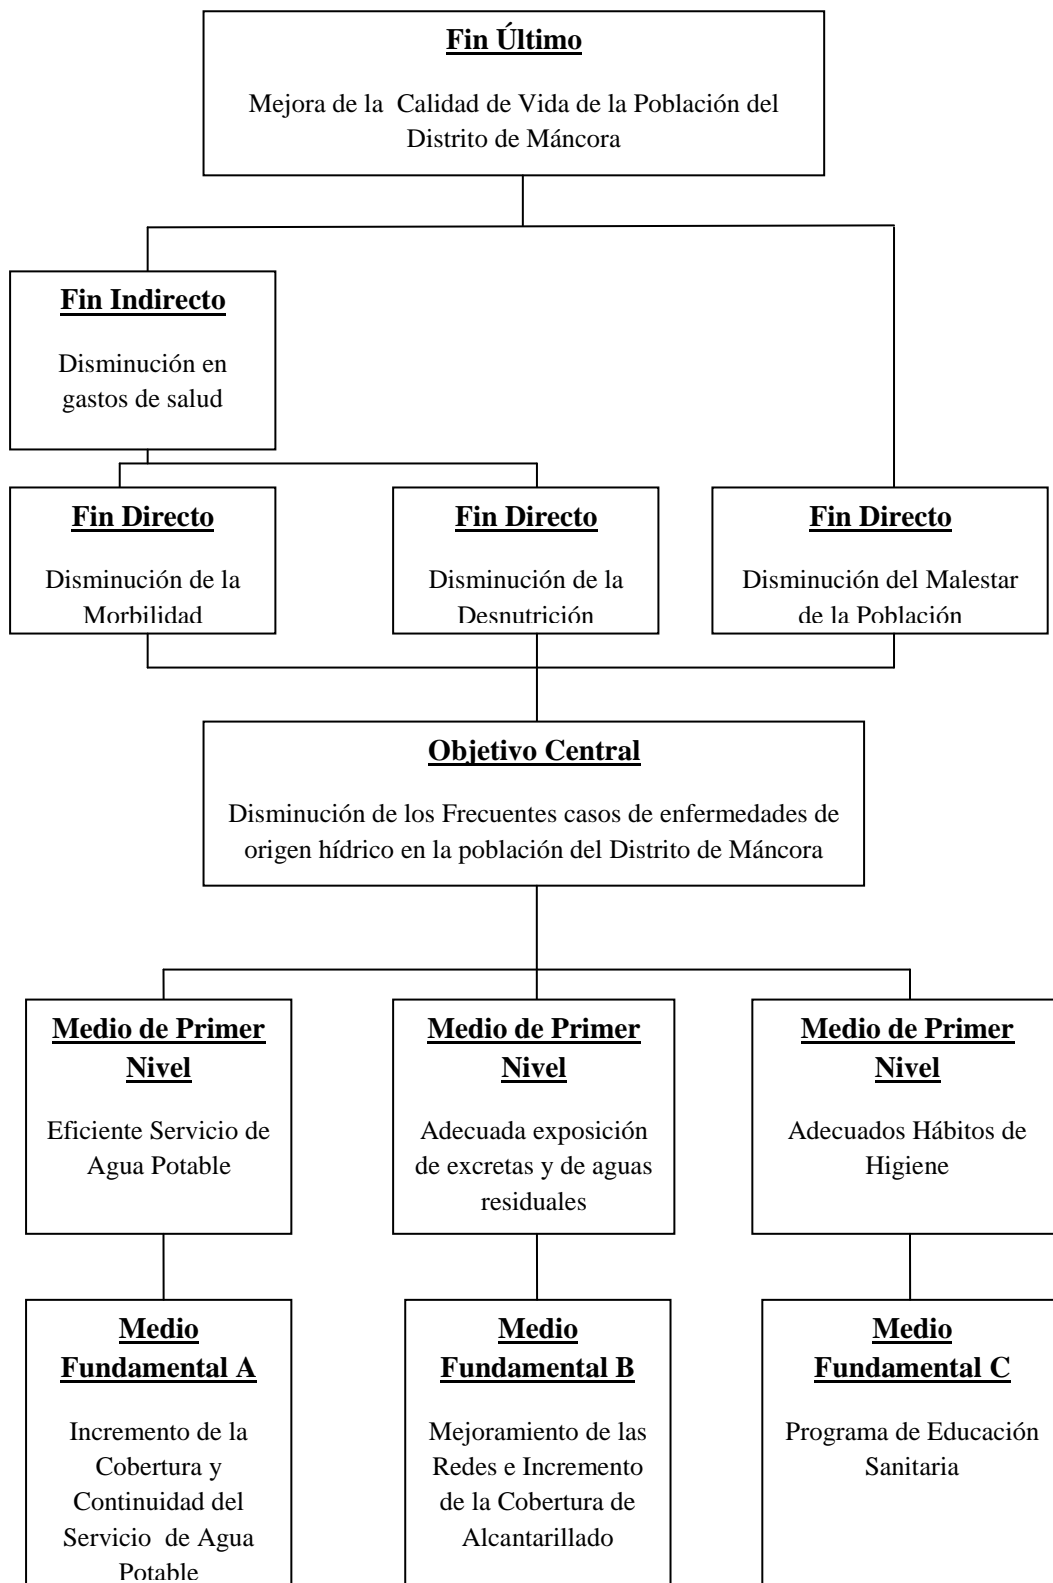 Fin Último
Mejora de la Calidad de Vida de la Población del
Distrito de Máncora
Fin Indirecto
Disminución en
gastos de salud
Fin Directo
Disminución de la
Morbilidad
Fin Directo
Disminución de la
Desnutrición
Fin Directo
Disminución del Malestar
de la Población
Objetivo Central
Disminución de los Frecuentes casos de enfermedades de
origen hídrico en la población del Distrito de Máncora
Medio de Primer
Nivel
Eficiente Servicio de
Agua Potable
Medio de Primer
Nivel
Adecuada exposición
de excretas y de aguas
residuales
Medio de Primer
Nivel
Adecuados Hábitos de
Higiene
Medio
Fundamental A
Incremento de la
Cobertura y
Continuidad del
Servicio de Agua
Potable
Medio
Fundamental B
Mejoramiento de las
Redes e Incremento
de la Cobertura de
Alcantarillado
Medio
Fundamental C
Programa de Educación
Sanitaria